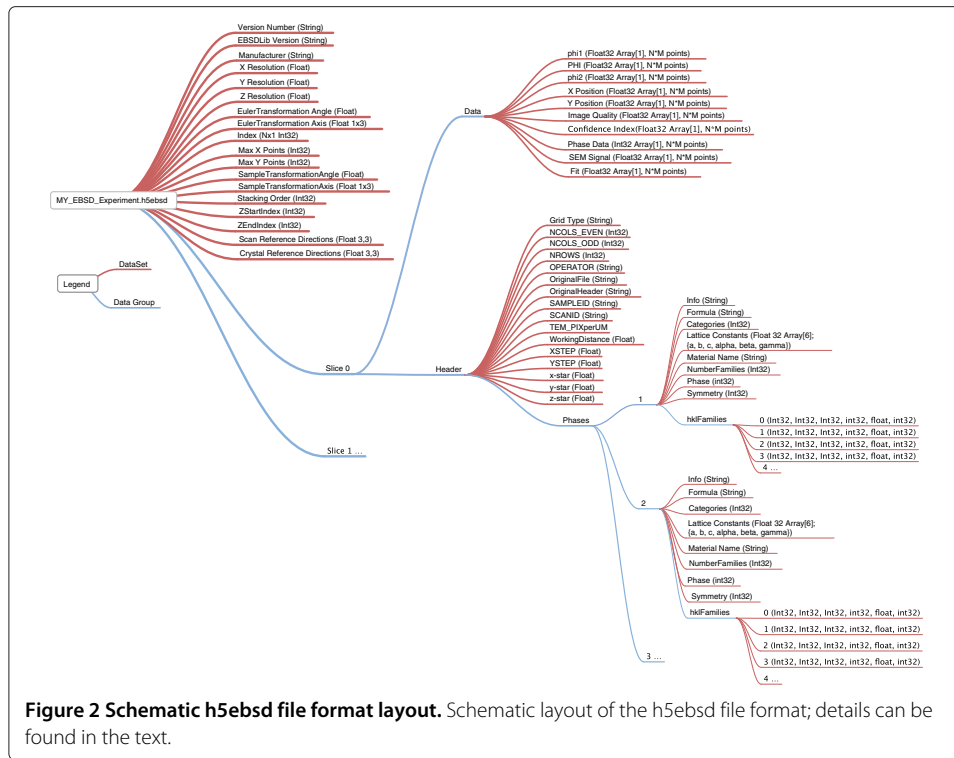 Version Number (String)
EBSDLib Version (String)
Manufacturer (String)
X Resolution (Float)
Y Resolution (Float)
Z Resolution (Float)
EulerTransformation Angle (Float)
EulerTransformation Axis (Float 1x3)
Index (Nx1 Int32)
Max X Points (Int32)
Max Y Points (Int32)
SampleTransformationAngle (Float)
SampleTransformationAxis (Float 1x3)
Stacking Order (Int32)
ZStartIndex (Int32)
ZEndIndex (Int32)
Scan Reference Directions (Float 3,3)
Crystal Reference Directions (Float 3,3)
MY_EBSD_Experiment.h5ebsd
DataSet
Legend
Data Group
Slice 0
Slice 1 ...
Data
phi1 (Float32 Array[1], N*M points)
PHI (Float32 Array[1], N*M points)
phi2 (Float32 Array[1], N*M points)
X Position (Float32 Array[1], N*M points)
Y Position (Float32 Array[1], N*M points)
Image Quality (Float32 Array[1], N*M points)
Confidence Index(Float32 Array[1], N*M points)
Phase Data (Int32 Array[1], N*M points)
SEM Signal (Float32 Array[1], N*M points)
Fit (Float32 Array[1], N*M points)
Header
Grid Type (String)
NCOLS_EVEN (Int32)
NCOLS_ODD (Int32)
NROWS (Int32)
OPERATOR (String)
OriginalFile (String)
OriginalHeader (String)
SAMPLEID (String)
SCANID (String)
TEM_PIXperUM
WorkingDistance (Float)
XSTEP (Float)
YSTEP (Float)
x-star (Float)
y-star (Float)
z-star (Float)
Phases
1
Info (String)
Formula (String)
Categories (Int32)
Lattice Constants (Float 32 Array[6];
{a, b, c, alpha, beta, gamma})
Material Name (String)
NumberFamilies (Int32)
Phase (int32)
Symmetry (Int32)
hklFamilies
0 (Int32, Int32, Int32, int32, float, int32)
1 (Int32, Int32, Int32, int32, float, int32)
2 (Int32, Int32, Int32, int32, float, int32)
3 (Int32, Int32, Int32, int32, float, int32)
4 ...
2
Info (String)
Formula (String)
Categories (Int32)
Lattice Constants (Float 32 Array[6];
{a, b, c, alpha, beta, gamma})
Material Name (String)
NumberFamilies (Int32)
Phase (int32)
Symmetry (Int32)
hklFamilies
0 (Int32, Int32, Int32, int32, float, int32)
1 (Int32, Int32, Int32, int32, float, int32)
2 (Int32, Int32, Int32, int32, float, int32)
3 (Int32, Int32, Int32, int32, float, int32)
4 ...
3 ...
Figure 2 Schematic h5ebsd file format layout. Schematic layout of the h5ebsd file format; details can be
found in the text.